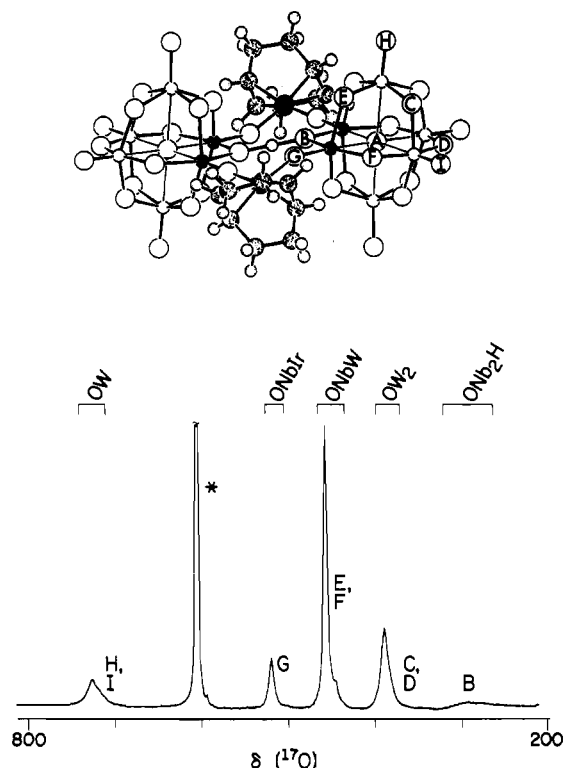 H
E
C
B
A
D
G
F
I
OW
ONbIr
ONbW
OW₂
ONb₂H
*
H,
I
G
E,
F
C,
D
B
800
200
δ (¹⁷O)